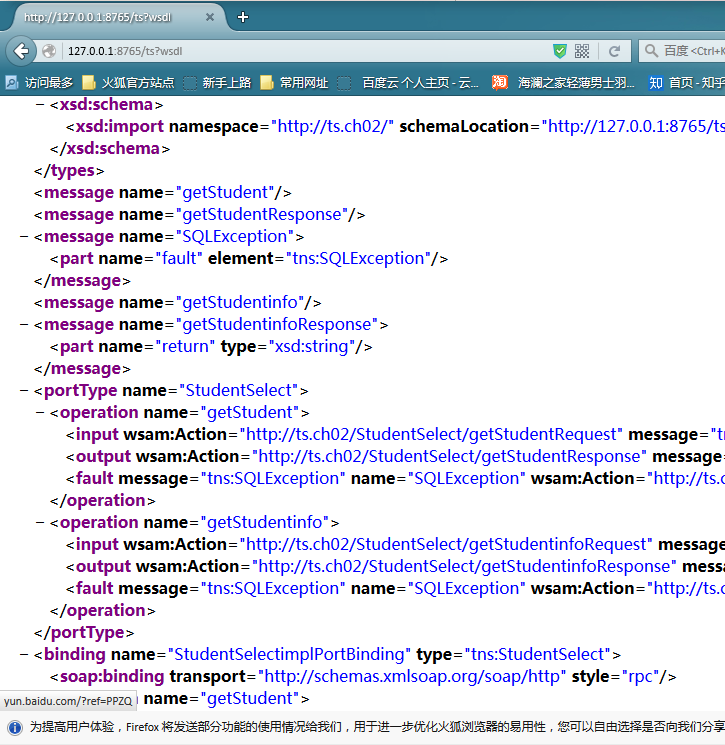 http://127.0.0.1:8765/ts?wsdl
127.0.0.1:8765/ts?wsdl
百度 <Ctrl+K
访问最多 火狐官方站点 新手上路 常用网址 百度云 个人主页 - 云... 淘 海澜之家轻薄男士羽... 知 首页 - 知乎
− <xsd:schema>
<xsd:import namespace="http://ts.ch02/" schemaLocation="http://127.0.0.1:8765/ts
</xsd:schema>
</types>
<message name="getStudent"/>
<message name="getStudentResponse"/>
− <message name="SQLException">
<part name="fault" element="tns:SQLException"/>
</message>
<message name="getStudentinfo"/>
− <message name="getStudentinfoResponse">
<part name="return" type="xsd:string"/>
</message>
− <portType name="StudentSelect">
− <operation name="getStudent">
<input wsam:Action="http://ts.ch02/StudentSelect/getStudentRequest" message="tn
<output wsam:Action="http://ts.ch02/StudentSelect/getStudentResponse" message=
<fault message="tns:SQLException" name="SQLException" wsam:Action="http://ts.c
</operation>
− <operation name="getStudentinfo">
<input wsam:Action="http://ts.ch02/StudentSelect/getStudentinfoRequest" message
<output wsam:Action="http://ts.ch02/StudentSelect/getStudentinfoResponse" messa
<fault message="tns:SQLException" name="SQLException" wsam:Action="http://ts.c
</operation>
</portType>
− <binding name="StudentSelectimplPortBinding" type="tns:StudentSelect">
<soap:binding transport="http://schemas.xmlsoap.org/soap/http" style="rpc"/>
name="getStudent">
yun.baidu.com/?ref=PPZQ
为提高用户体验，Firefox 将发送部分功能的使用情况给我们，用于进一步优化火狐浏览器的易用性，您可以自由选择是否向我们分享